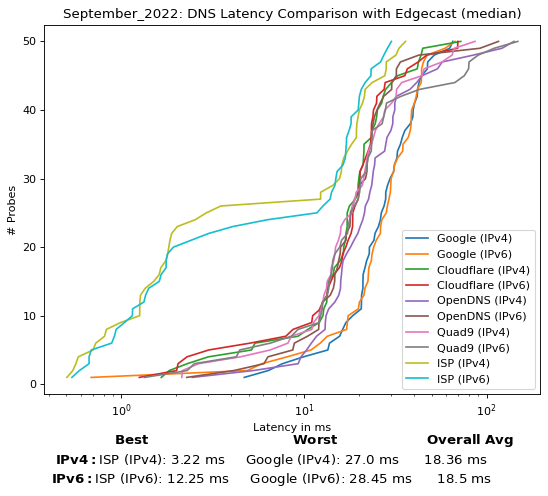 September_2022: DNS Latency Comparison with Edgecast (median)
# Probes
50
40
30
20
10
0
10⁰
10¹
10²
Latency in ms
Google (IPv4)
Google (IPv6)
Cloudflare (IPv4)
Cloudflare (IPv6)
OpenDNS (IPv4)
OpenDNS (IPv6)
Quad9 (IPv4)
Quad9 (IPv6)
ISP (IPv4)
ISP (IPv6)
Best Worst Overall Avg
IPv4: ISP (IPv4): 3.22 ms Google (IPv4): 27.0 ms 18.36 ms
IPv6: ISP (IPv6): 12.25 ms Google (IPv6): 28.45 ms 18.5 ms